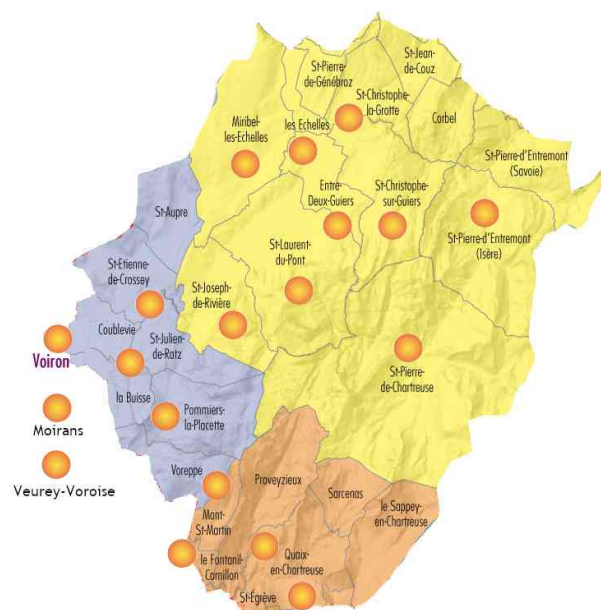 St-Jean-
de-Couz
St-Pierre-
de-Génébroz
St-Christophe-
la-Grotte
Corbel
Miribel-
les-Echelles
les Echelles
St-Pierre-d'Entremont
(Savoie)
Entre-
Deux-Guiers
St-Christophe-
sur-Guiers
St-Aupre
St-Pierre-d'Entremont
(Isère)
St-Laurent-
du-Pont
St-Etienne-
de-Crossey
St-Joseph-
de-Rivière
Coublevie
St-Julien-
de-Ratz
Voiron
St-Pierre-
de-Chartreuse
la Buisse
Pommiers-
la-Placette
Moirans
Voreppe
Proveyzieux
Veurey-Voroise
Sarcenas
le Sappey-
en-Chartreuse
Mont-
St-Martin
le Fontanil-
Cornillon
Quaix-
en-Chartreuse
St-Égrève